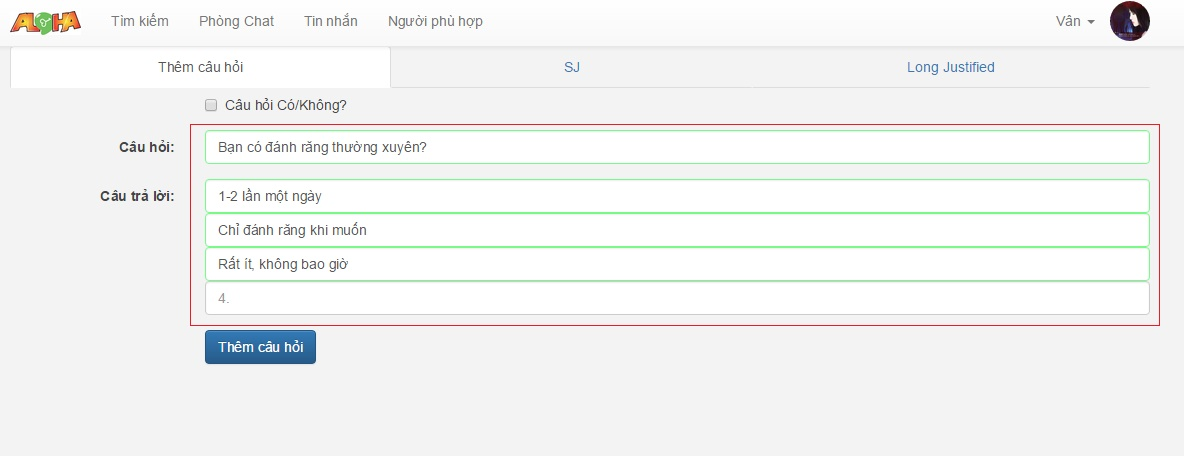 ALOHA Tìm kiếm Phòng Chat Tin nhắn Người phù hợp Vân
Thêm câu hỏi SJ Long Justified
Câu hỏi Có/Không?
Câu hỏi: Bạn có đánh răng thường xuyên?
Câu trả lời: 1-2 lần một ngày
Chỉ đánh răng khi muốn
Rất ít, không bao giờ
4.
Thêm câu hỏi